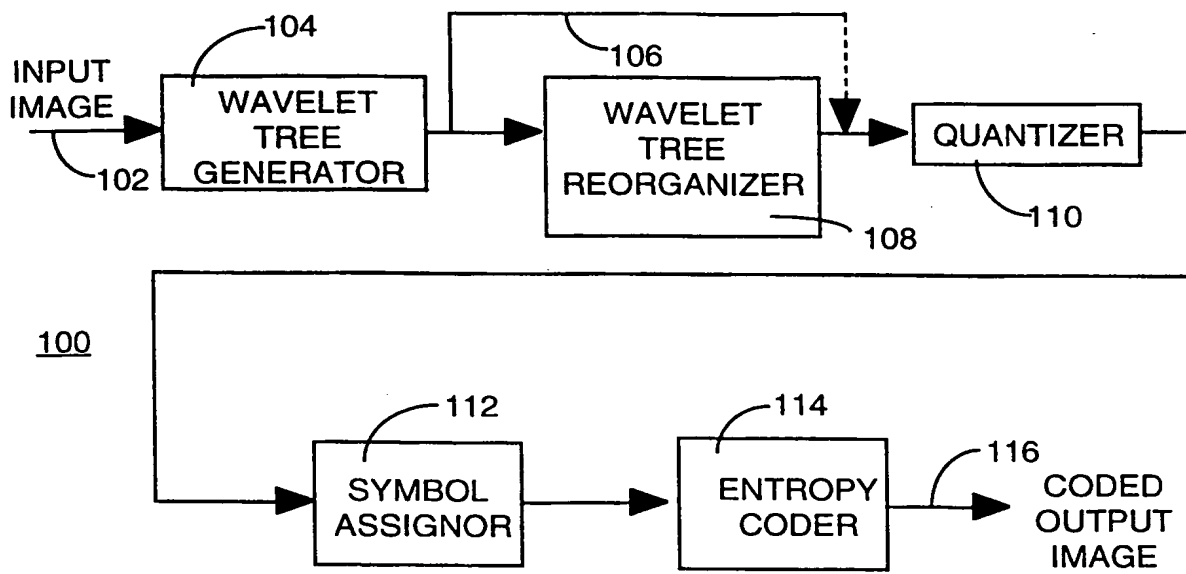 104
106
INPUT
IMAGE
102
WAVELET
TREE
GENERATOR
WAVELET
TREE
REORGANIZER
108
QUANTIZER
110
100
112
SYMBOL
ASSIGNOR
114
ENTROPY
CODER
116
CODED
OUTPUT
IMAGE